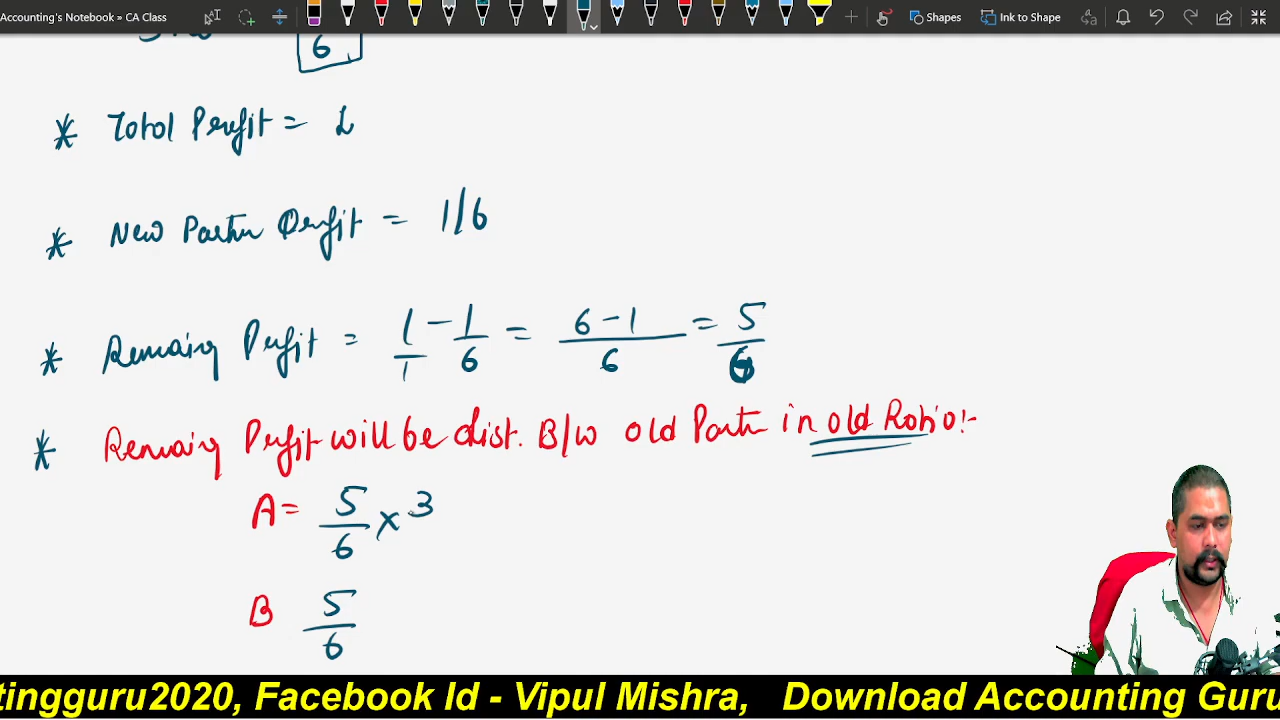 Accounting's Notebook » CA Class
Shapes
Ink to Shape
6
* Total Profit = 1
* New Partn Profit = 1/6
* Remaing Profit = 1/1 - 1/6 = 6-1/6 = 5/6
* Remaing Profit will be dist. B/w old Partn in old Ratio:-
A = 5/6 x 3
B 5/6
tingguru2020, Facebook Id - Vipul Mishra, Download Accounting Guru